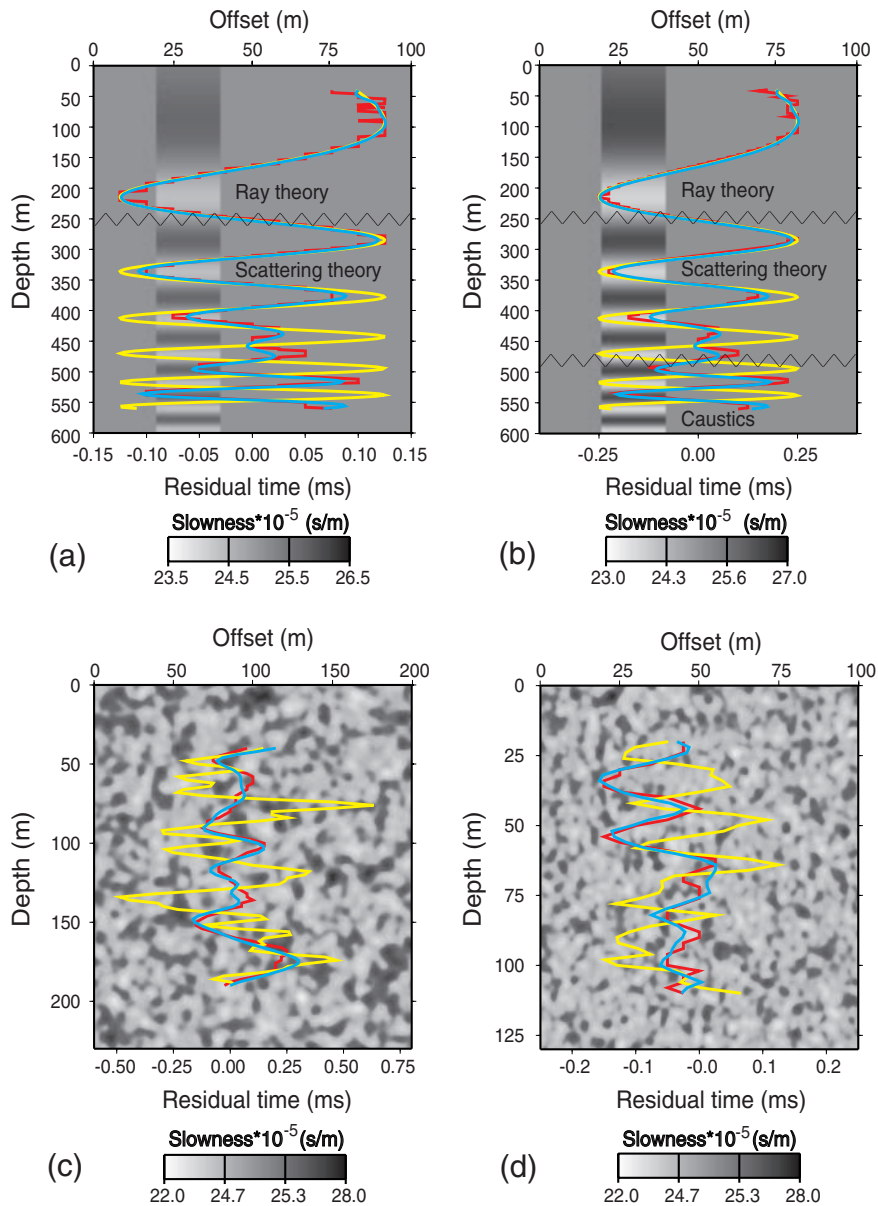 Offset (m)
0 25 50 75 100
0
50
100
150
200
250
300
350
400
450
500
550
600
Depth (m)
Ray theory
Scattering theory
-0.15 -0.10 -0.05 0.00 0.05 0.10 0.15
Residual time (ms)
Slowness*10-5 (s/m)
23.5 24.5 25.5 26.5
(a)
Offset (m)
0 20 40 60 80 100
0
50
100
150
200
250
300
350
400
450
500
550
600
Depth (m)
Ray theory
Scattering theory
Caustics
-0.25 0.00 0.25
Residual time (ms)
Slowness*10-5 (s/m)
23.0 24.3 25.6 27.0
(b)
Offset (m)
0 50 100 150 200
0
50
100
150
200
Depth (m)
-0.50 -0.25 0.00 0.25 0.50 0.75
Residual time (ms)
Slowness*10-5 (s/m)
22.0 24.7 25.3 28.0
(c)
Offset (m)
0 25 50 75 100
0
25
50
75
100
125
Depth (m)
-0.2 -0.1 -0.0 0.1 0.2
Residual time (ms)
Slowness*10-5 (s/m)
22.0 24.7 25.3 28.0
(d)